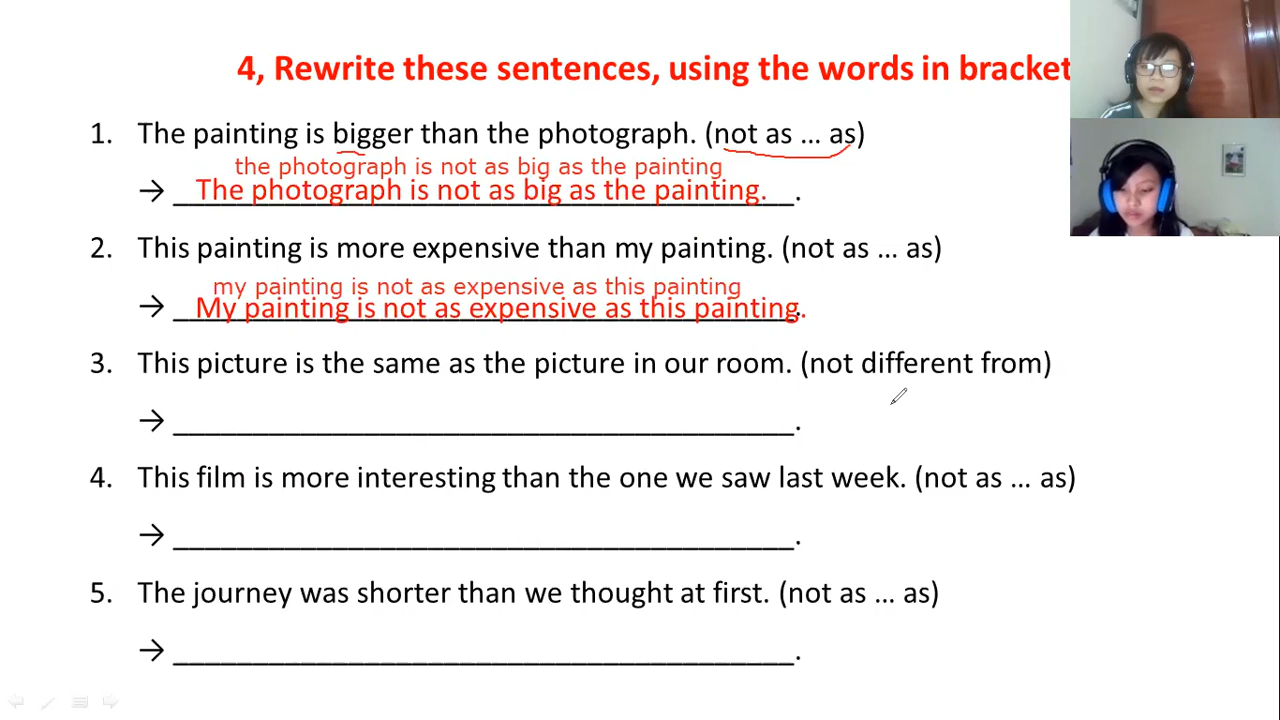 4, Rewrite these sentences, using the words in bracket
1. The painting is bigger than the photograph. (not as ... as)
the photograph is not as big as the painting
→ The photograph is not as big as the painting. ______.
2. This painting is more expensive than my painting. (not as ... as)
my painting is not as expensive as this painting
→ My painting is not as expensive as this painting.
3. This picture is the same as the picture in our room. (not different from)
→ ______________________________________.
4. This film is more interesting than the one we saw last week. (not as ... as)
→ ______________________________________.
5. The journey was shorter than we thought at first. (not as ... as)
→ ______________________________________.